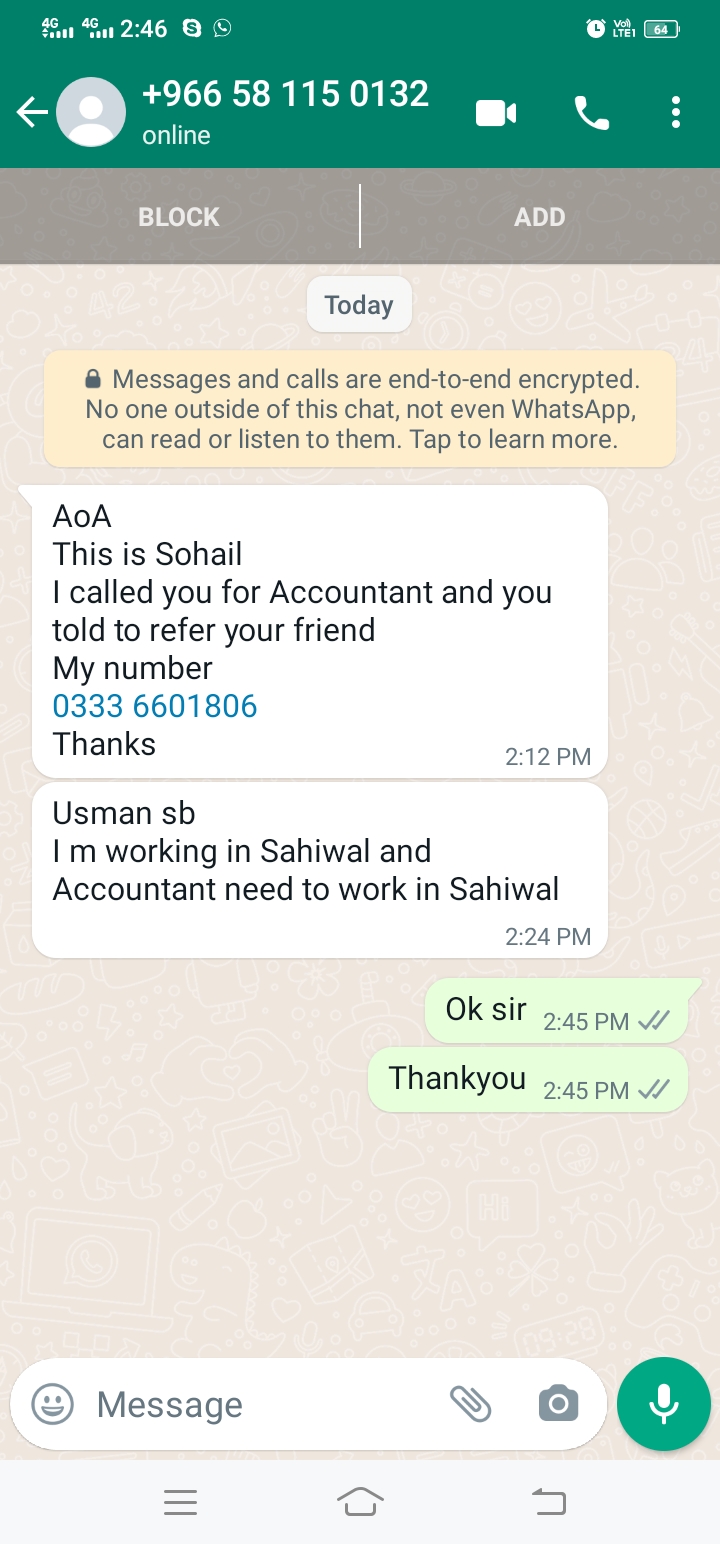 4G 4G 2:46 Vo) LTE1 64
+966 58 115 0132
online
BLOCK ADD
Today
Messages and calls are end-to-end encrypted.
No one outside of this chat, not even WhatsApp,
can read or listen to them. Tap to learn more.
AoA
This is Sohail
I called you for Accountant and you
told to refer your friend
My number
0333 6601806
Thanks
2:12 PM
Usman sb
I m working in Sahiwal and
Accountant need to work in Sahiwal
2:24 PM
Ok sir 2:45 PM
Thankyou 2:45 PM
Message